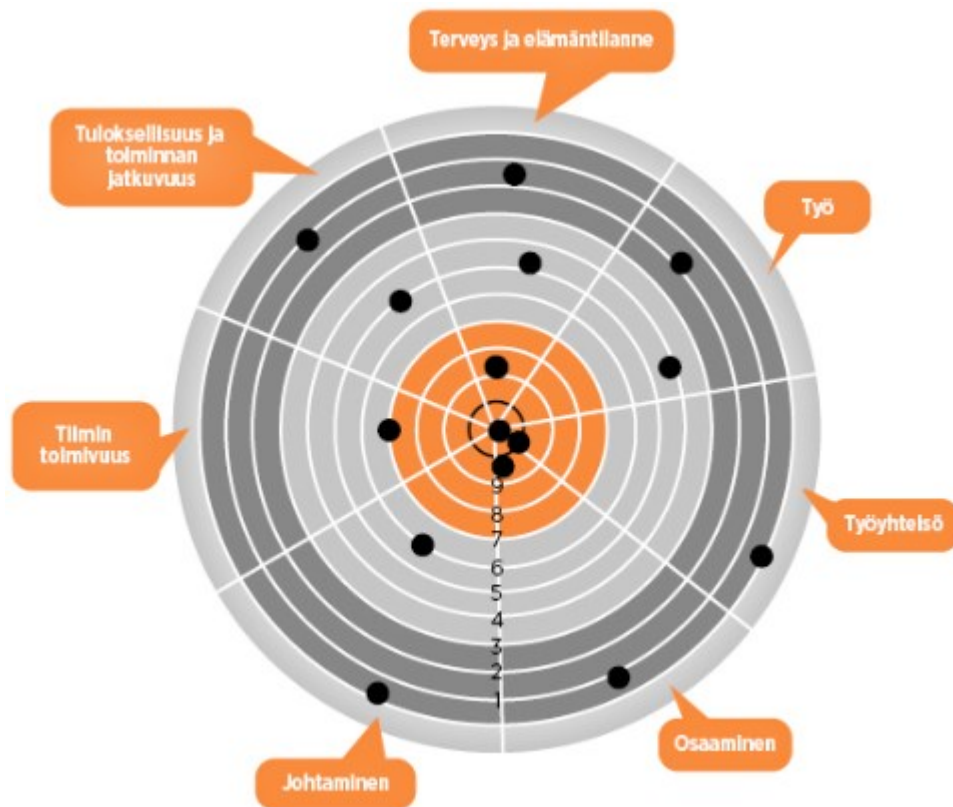 Terveys ja elämäntilanne
Tuloksellisuus ja
toiminnan
jatkuvuus
Työ
Tiimin
toimivuus
Työyhteisö
9
8
7
6
5
4
3
2
1
Osaaminen
Johtaminen